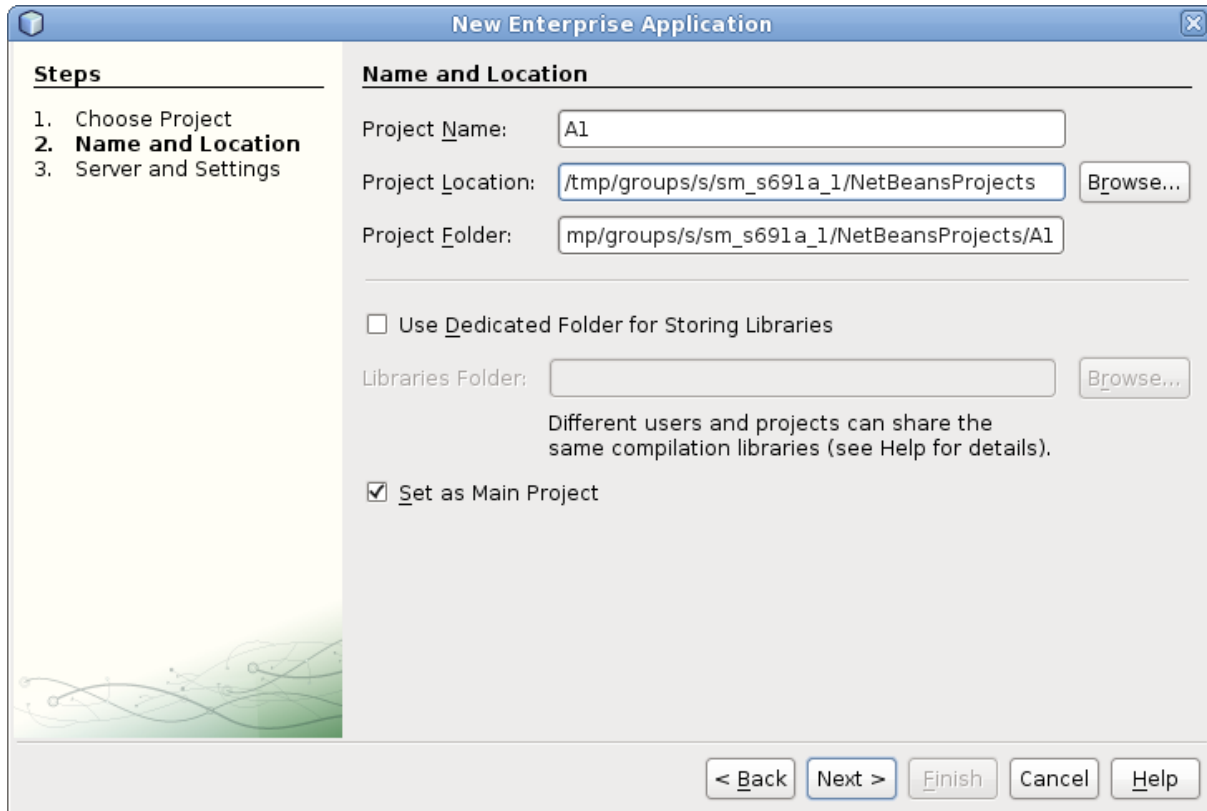 New Enterprise Application
Steps
1. Choose Project
2. Name and Location
3. Server and Settings
Name and Location
Project Name: A1
Project Location: /tmp/groups/s/sm_s691a_1/NetBeansProjects Browse...
Project Folder: mp/groups/s/sm_s691a_1/NetBeansProjects/A1
Use Dedicated Folder for Storing Libraries
Libraries Folder: Browse...
Different users and projects can share the
same compilation libraries (see Help for details).
Set as Main Project
< Back Next > Finish Cancel Help